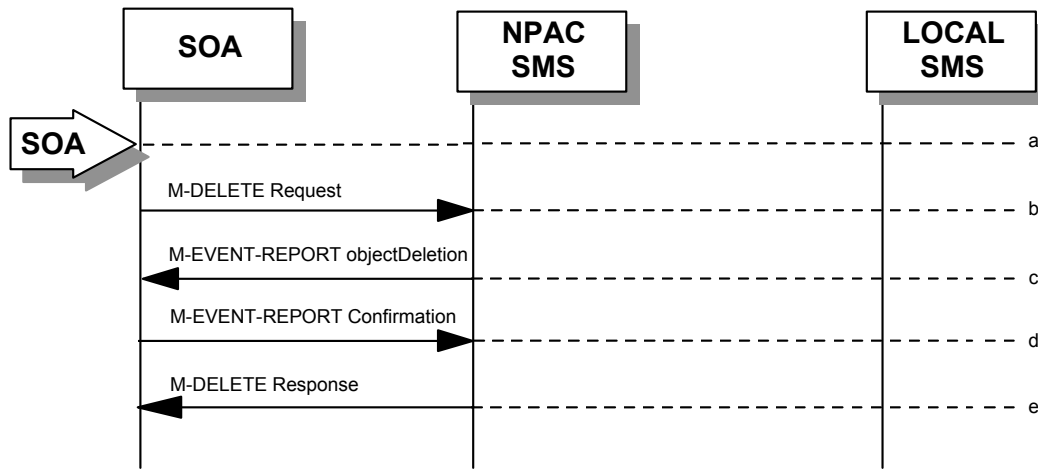 SOA
NPAC
SMS
LOCAL
SMS
SOA
a
M-DELETE Request
b
M-EVENT-REPORT objectDeletion
c
M-EVENT-REPORT Confirmation
d
M-DELETE Response
e